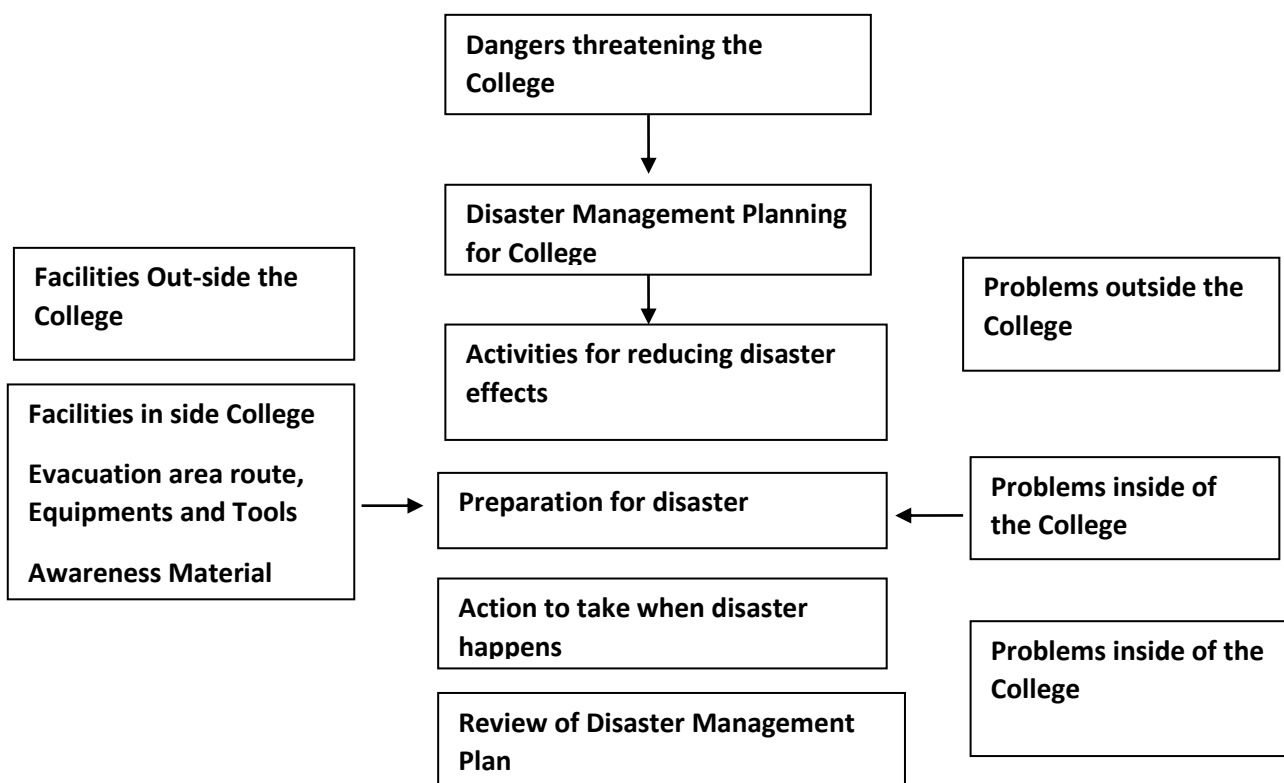 Dangers threatening the
College
Disaster Management Planning
for College
Facilities Out-side the
College
Problems outside the
College
Activities for reducing disaster
effects
Facilities in side College
Evacuation area route,
Equipments and Tools
Awareness Material
Preparation for disaster
Problems inside of
the College
Action to take when disaster
happens
Problems inside of the
College
Review of Disaster Management
Plan